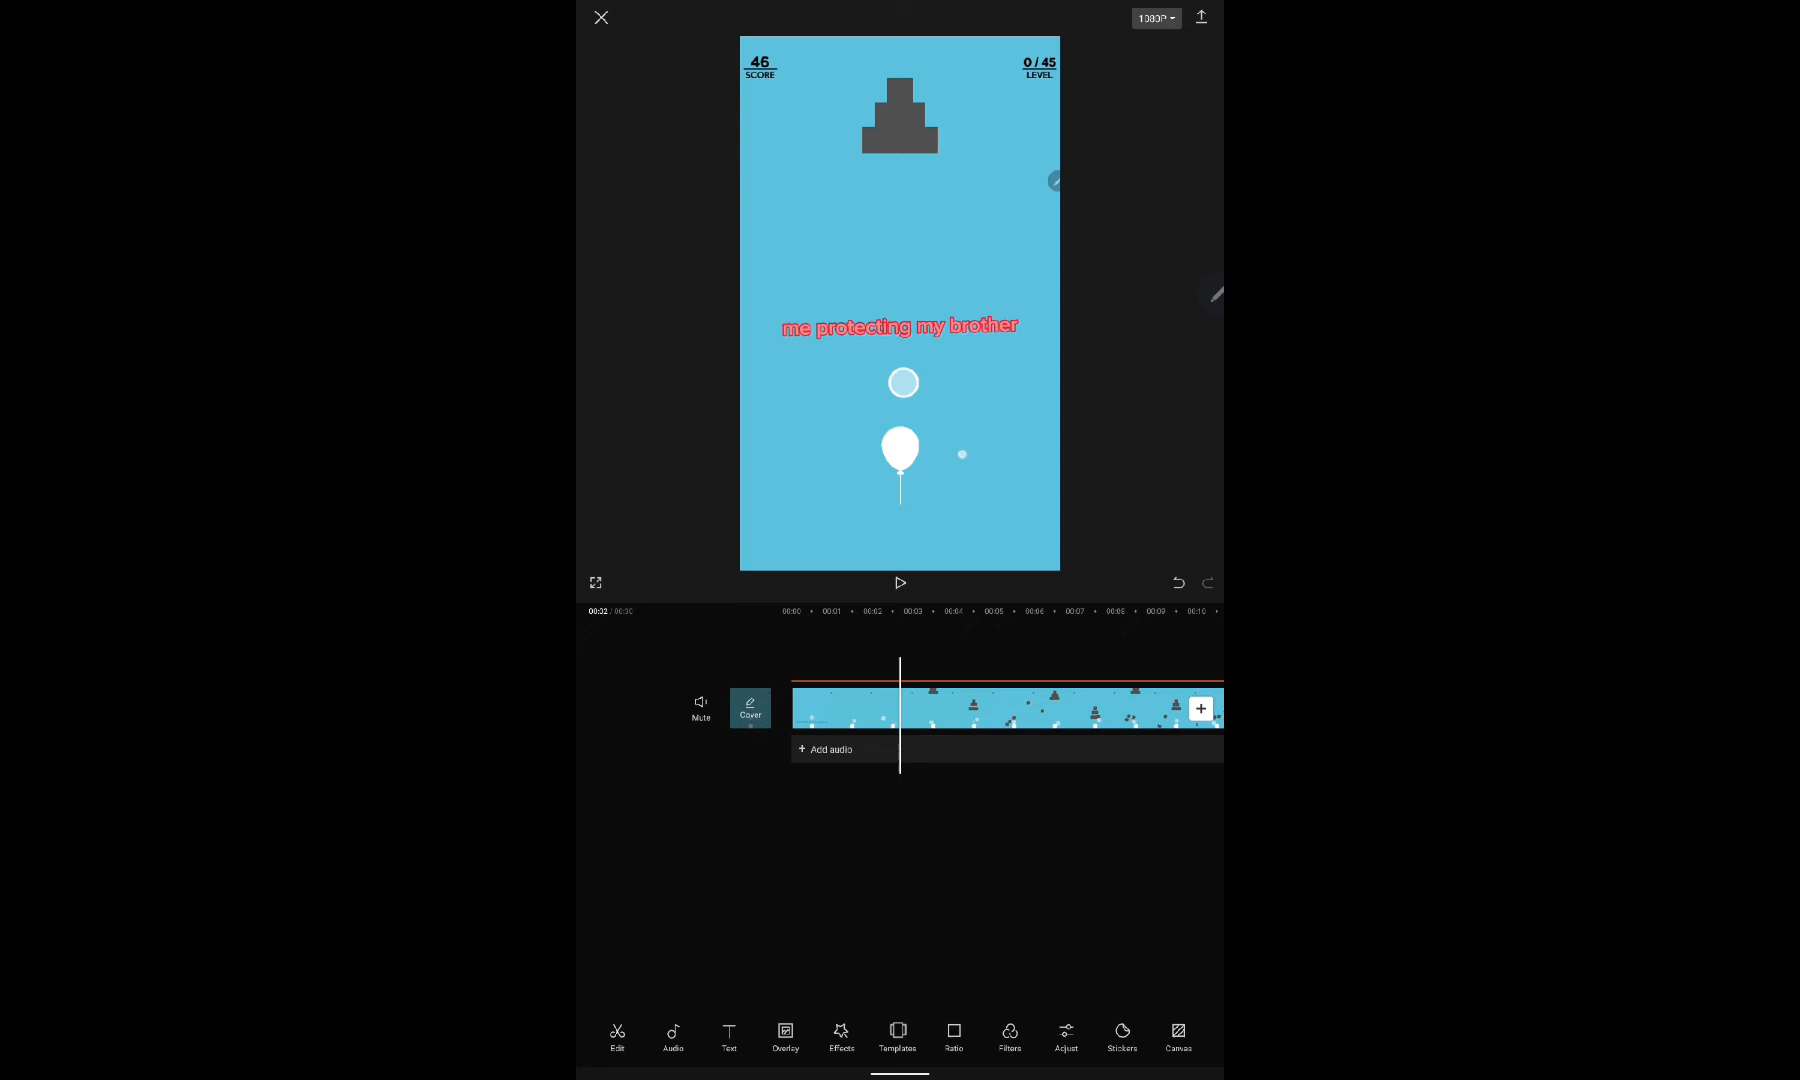 1080P
46
SCORE
0 / 45
LEVEL
me protecting my brother
00:02 / 00:30
00:00 00:01 00:02 00:03 00:04 00:05 00:06 00:07 00:08 00:09 00:10
Mute
Cover
+ Add audio
Edit
Audio
Text
Overlay
Effects
Templates
Ratio
Filters
Adjust
Stickers
Canvas